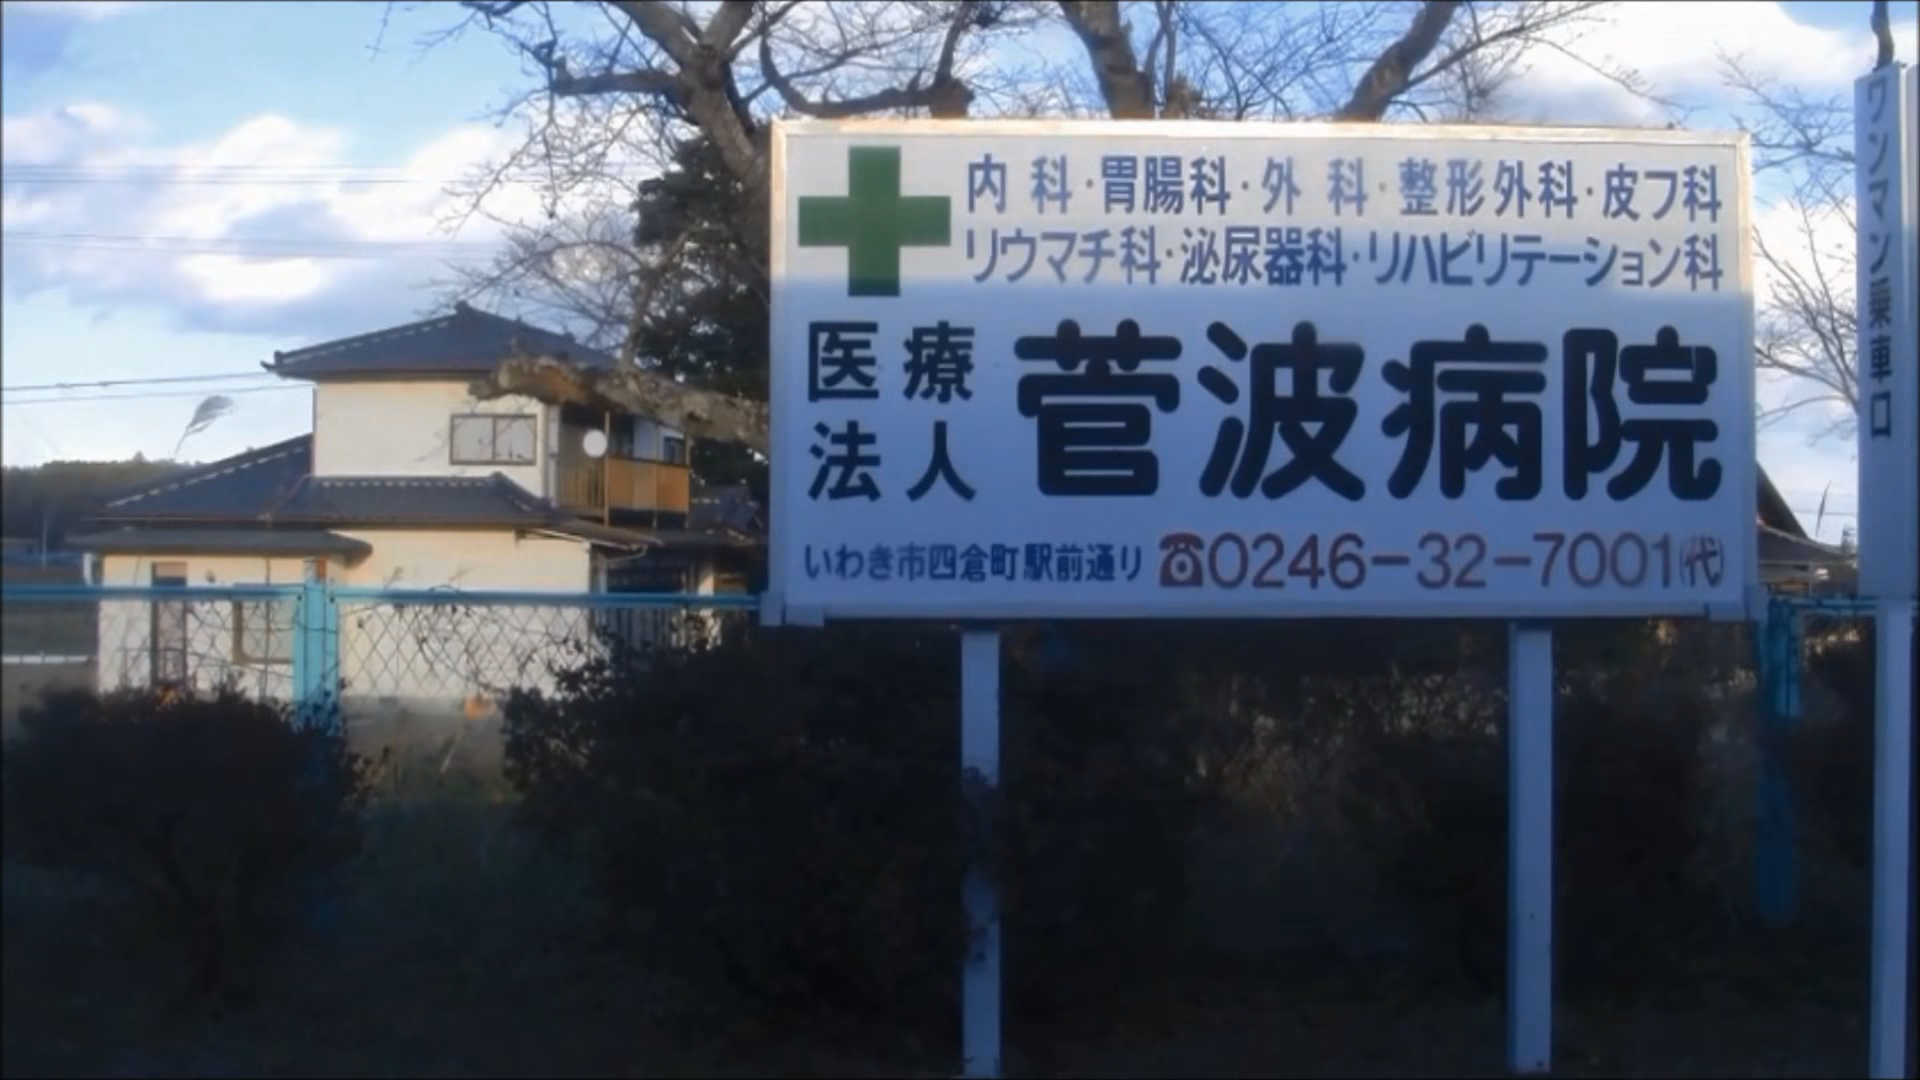 内科・胃腸科・外科・整形外科・皮フ科
リウマチ科・泌尿器科・リハビリテーション科
医療法人 菅波病院
いわき市四倉町駅前通り ☎0246-32-7001(代)
ワンマン乗車口